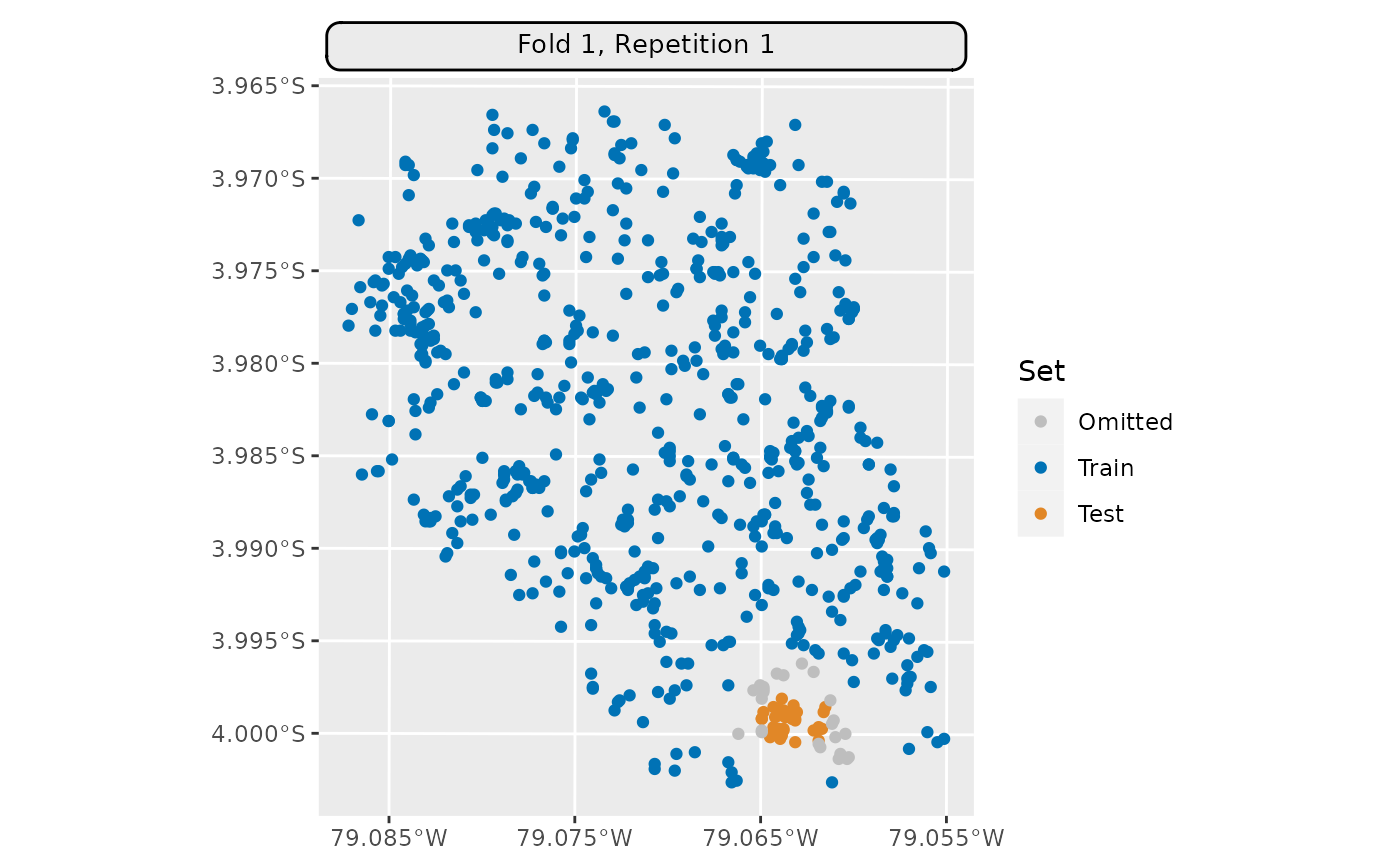 Fold 1, Repetition 1
3.965°S
3.970°S
3.975°S
3.980°S
3.985°S
3.990°S
3.995°S
4.000°S
79.085°W 79.075°W 79.065°W 79.055°W
Set
Omitted
Train
Test